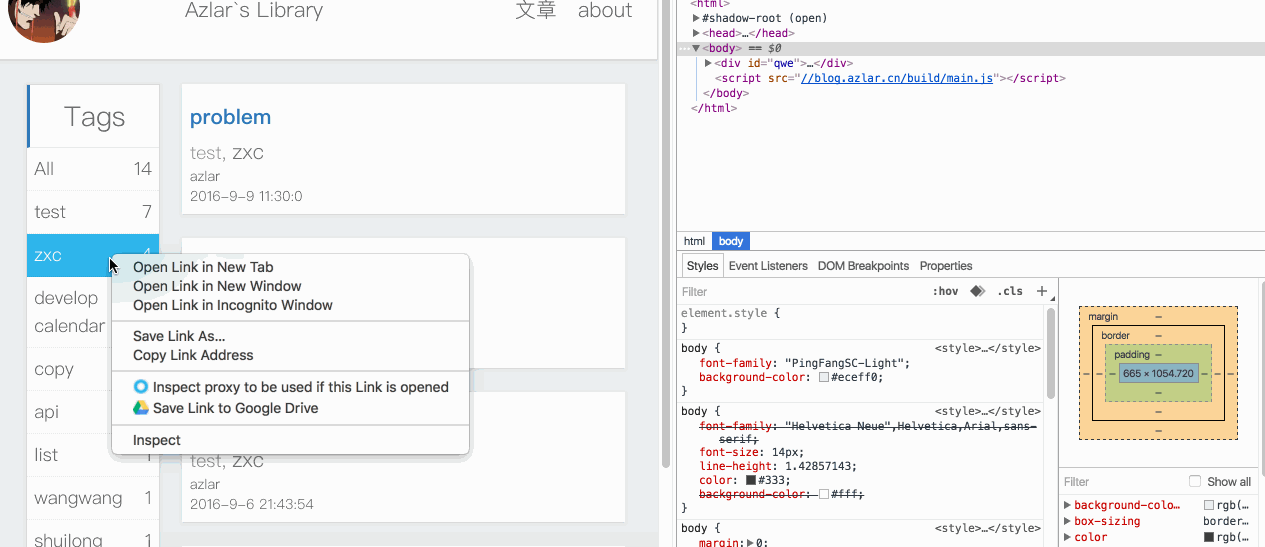 Azlar`s Library
文章
about
Tags
All 14
test 7
zxc 4
develop
calendar
copy
api
list 1
wangwang 1
shuilong 1
problem
test, zxc
azlar
2016-9-9 11:30:0
Open Link in New Tab
Open Link in New Window
Open Link in Incognito Window
Save Link As...
Copy Link Address
Inspect proxy to be used if this Link is opened
Save Link to Google Drive
Inspect
test, zxc
azlar
2016-9-6 21:43:54
<html>
#shadow-root (open)
<head>…</head>
… <body> == $0
<div id="qwe">…</div>
<script src="//blog.azlar.cn/build/main.js"></script>
</body>
</html>
html body
Styles Event Listeners DOM Breakpoints Properties
Filter :hov .cls +
element.style {
}
body { <style>…</style>
font-family: "PingFangSC-Light";
background-color: #eceff0;
}
body { <style>…</style>
font-family: "Helvetica Neue",Helvetica,Arial,sans-
serif;
font-size: 14px;
line-height: 1.42857143;
color: #333;
background-color: #fff;
}
body { <style>…</style>
margin: 0;
margin –
border –
padding –
– – – 665 × 1054.720 – – –
–
–
–
Filter Show all
background-colo… rgb(…
box-sizing border…
color rgb(…